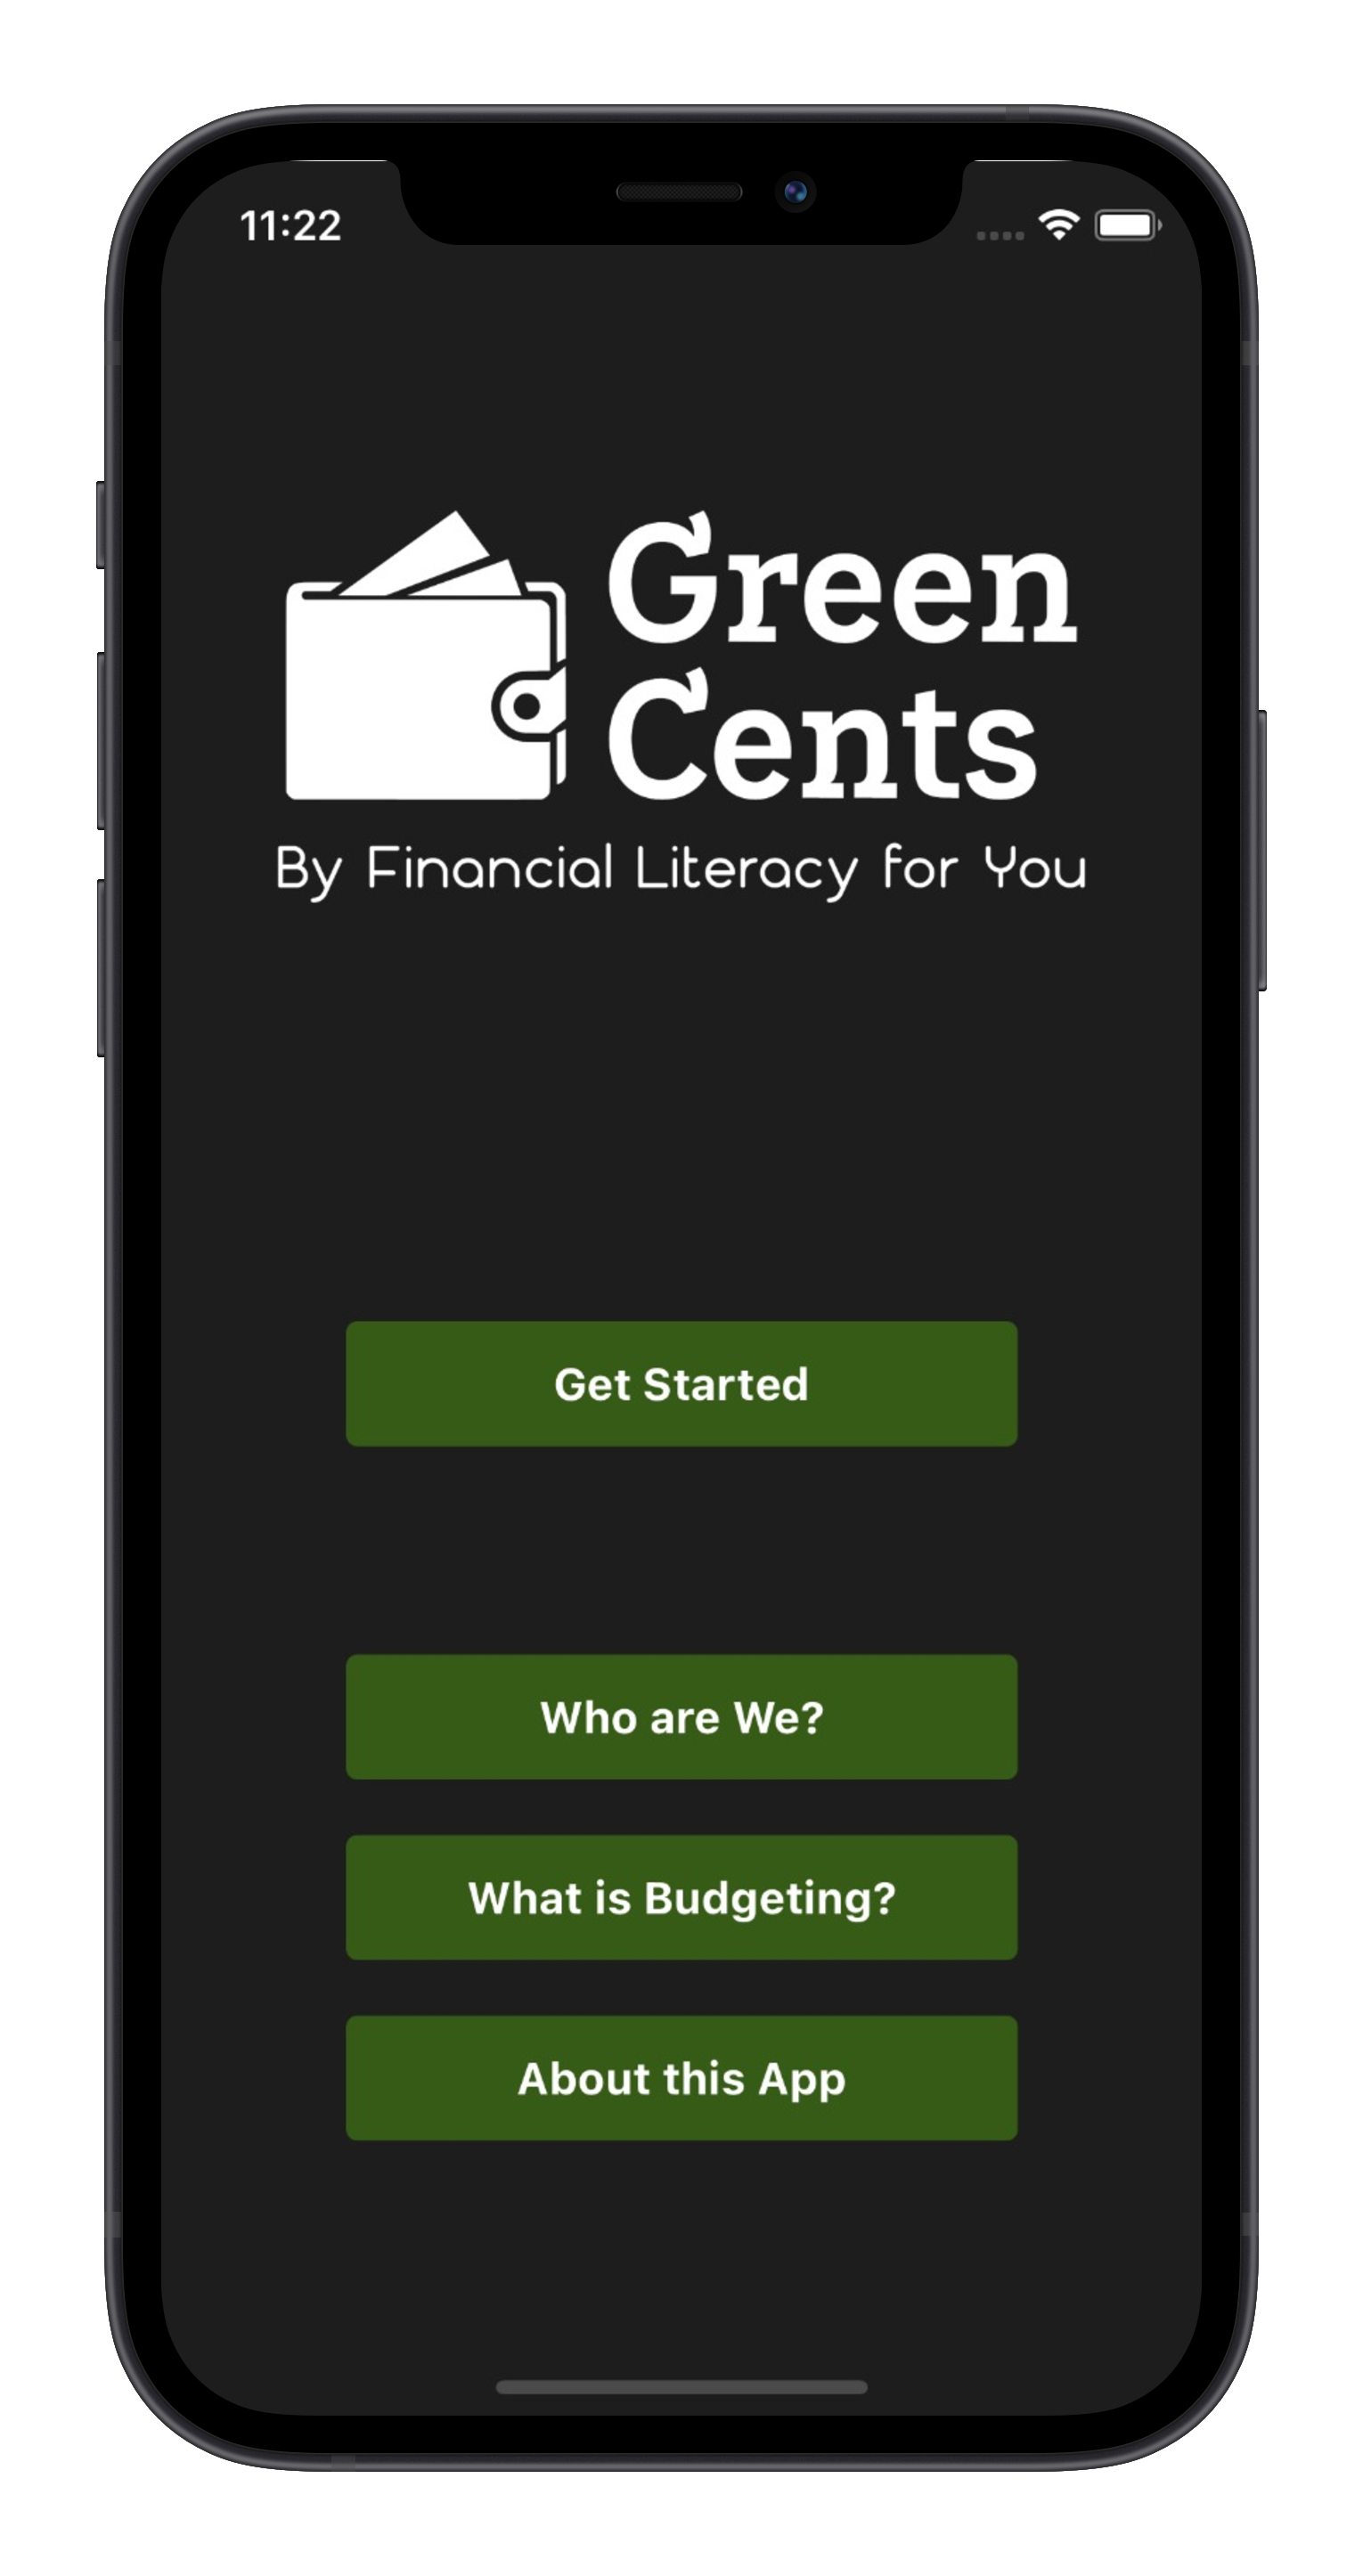 11:22
Green
Cents
By Financial Literacy for You
Get Started
Who are We?
What is Budgeting?
About this App